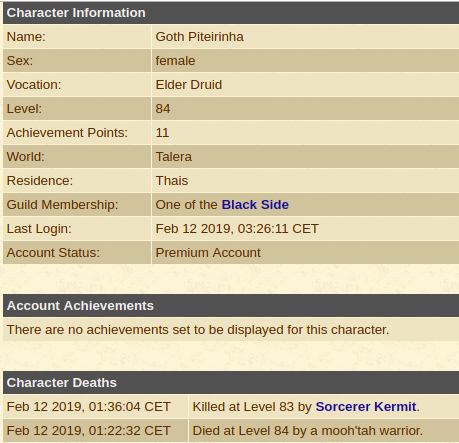 Character Information
Name: Goth Piteirinha
Sex: female
Vocation: Elder Druid
Level: 84
Achievement Points: 11
World: Talera
Residence: Thais
Guild Membership: One of the Black Side
Last Login: Feb 12 2019, 03:26:11 CET
Account Status: Premium Account
Account Achievements
There are no achievements set to be displayed for this character.
Character Deaths
Feb 12 2019, 01:36:04 CET Killed at Level 83 by Sorcerer Kermit.
Feb 12 2019, 01:22:32 CET Died at Level 84 by a mooh'tah warrior.